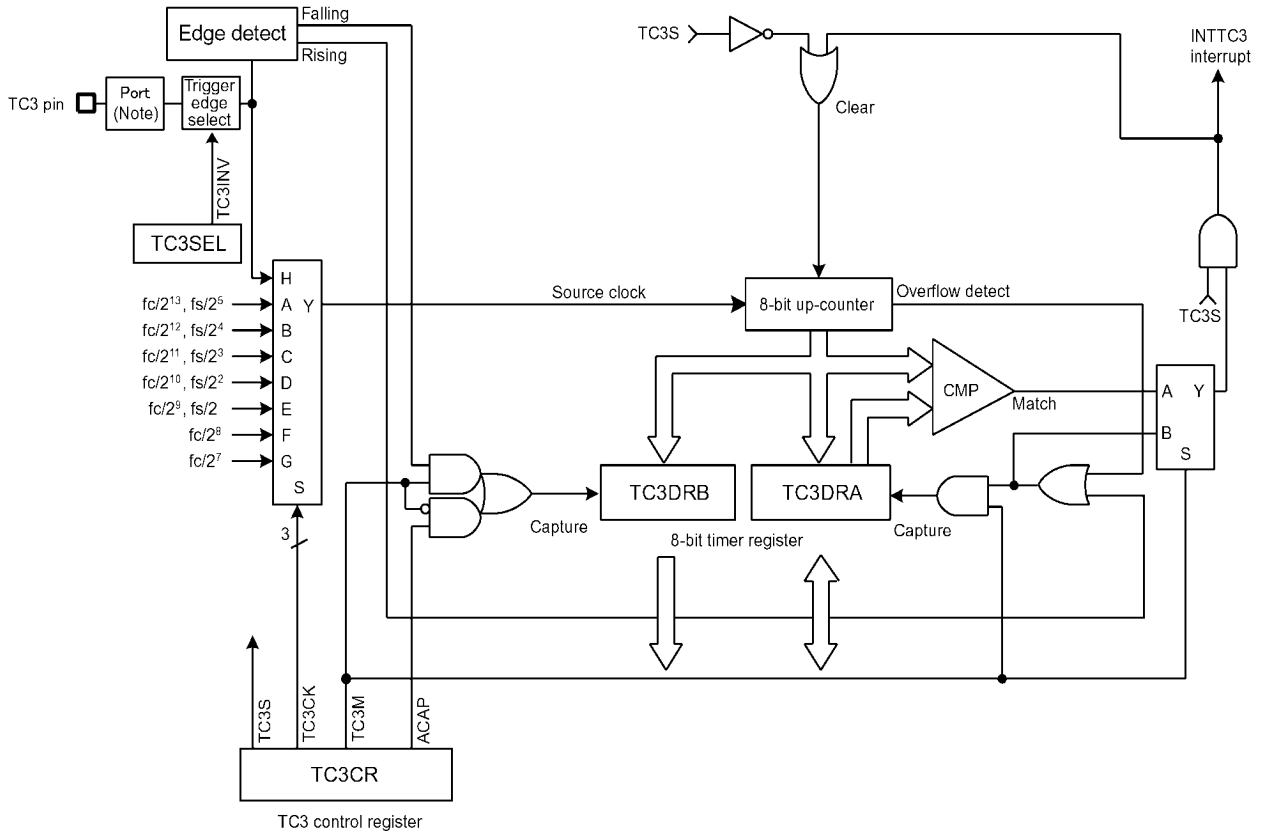 Falling
Edge detect
Rising
TC3 pin
Port
(Note)
Trigger
edge
select
TC3INV
TC3SEL
TC3S
Clear
INTTC3
interrupt
TC3S
H
fc/2¹³, fs/2⁵
A
Y
fc/2¹², fs/2⁴
B
fc/2¹¹, fs/2³
C
fc/2¹⁰, fs/2²
D
fc/2⁹, fs/2
E
fc/2⁸
F
fc/2⁷
G
S
3
Source clock
8-bit up-counter
Overflow detect
CMP
Match
A
Y
B
S
Capture
TC3DRB
TC3DRA
Capture
8-bit timer register
TC3S
TC3CK
TC3M
ACAP
TC3CR
TC3 control register